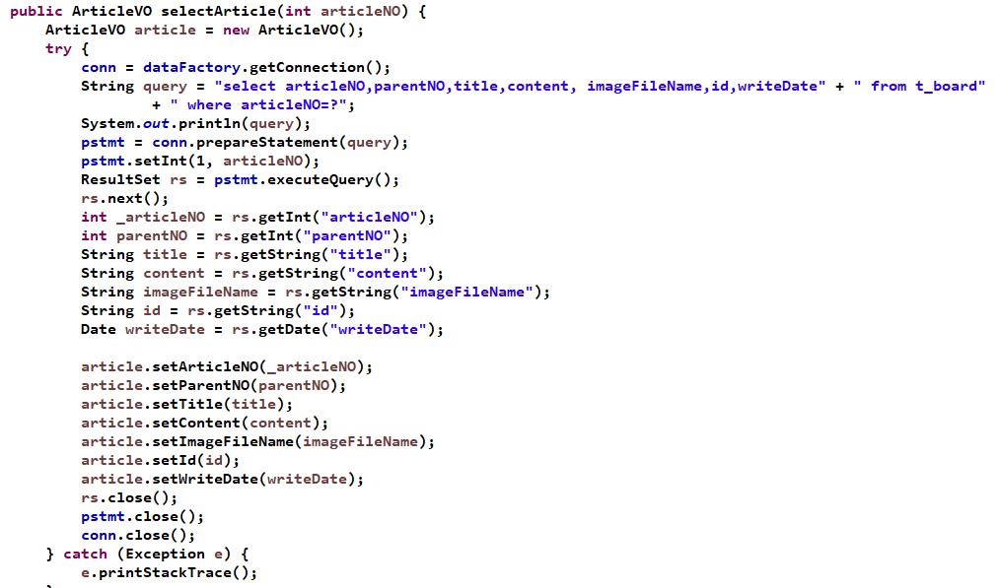 public ArticleVO selectArticle(int articleNO) {
ArticleVO article = new ArticleVO();
try {
conn = dataFactory.getConnection();
String query = "select articleNO,parentNO,title,content, imageFileName,id,writeDate" + " from t_board"
+ " where articleNO=?";
System.out.println(query);
pstmt = conn.prepareStatement(query);
pstmt.setInt(1, articleNO);
ResultSet rs = pstmt.executeQuery();
rs.next();
int _articleNO = rs.getInt("articleNO");
int parentNO = rs.getInt("parentNO");
String title = rs.getString("title");
String content = rs.getString("content");
String imageFileName = rs.getString("imageFileName");
String id = rs.getString("id");
Date writeDate = rs.getDate("writeDate");
article.setArticleNO(_articleNO);
article.setParentNO(parentNO);
article.setTitle(title);
article.setContent(content);
article.setImageFileName(imageFileName);
article.setId(id);
article.setWriteDate(writeDate);
rs.close();
pstmt.close();
conn.close();
} catch (Exception e) {
e.printStackTrace();